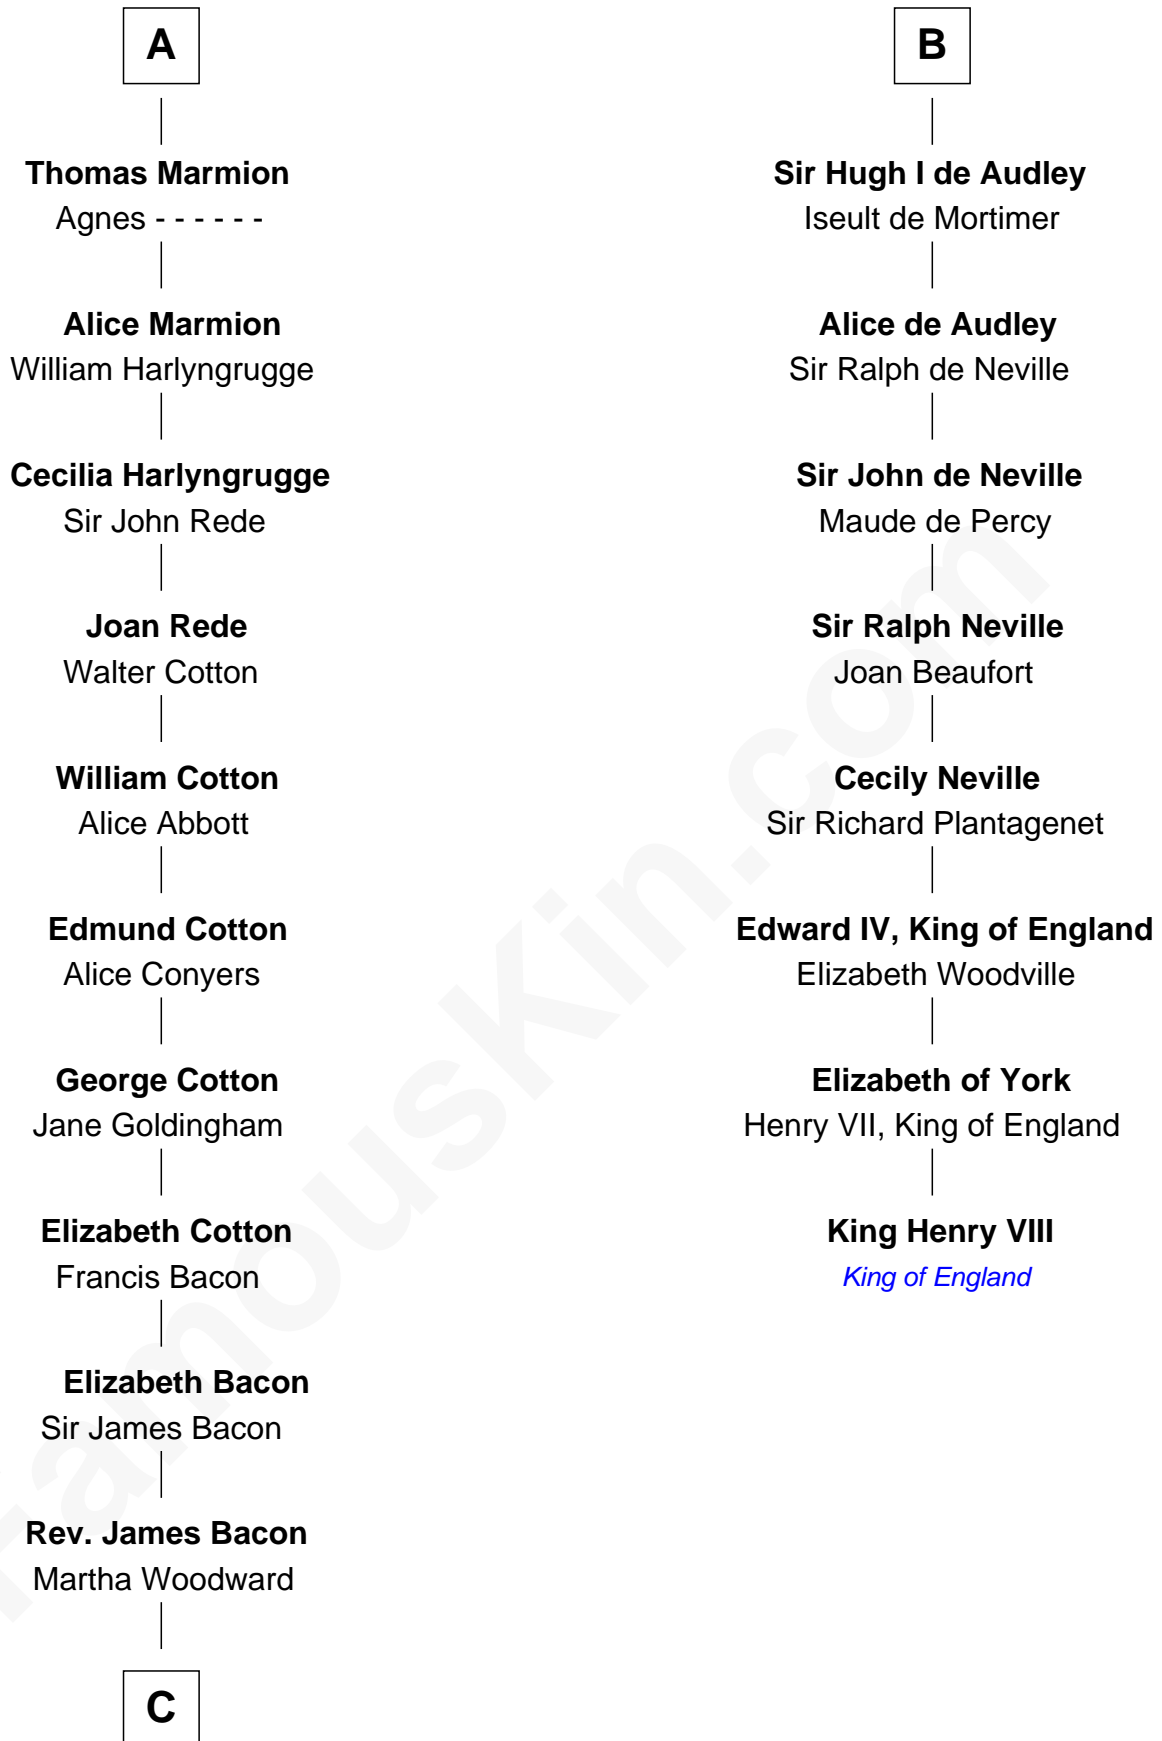 A
Thomas Marmion
Agnes - - - - - -
Alice Marmion
William Harlyngrugge
Cecilia Harlyngrugge
Sir John Rede
Joan Rede
Walter Cotton
William Cotton
Alice Abbott
Edmund Cotton
Alice Conyers
George Cotton
Jane Goldingham
Elizabeth Cotton
Francis Bacon
Elizabeth Bacon
Sir James Bacon
Rev. James Bacon
Martha Woodward
C
B
Sir Hugh I de Audley
Iseult de Mortimer
Alice de Audley
Sir Ralph de Neville
Sir John de Neville
Maude de Percy
Sir Ralph Neville
Joan Beaufort
Cecily Neville
Sir Richard Plantagenet
Edward IV, King of England
Elizabeth Woodville
Elizabeth of York
Henry VII, King of England
King Henry VIII
King of England
FamousKin.com